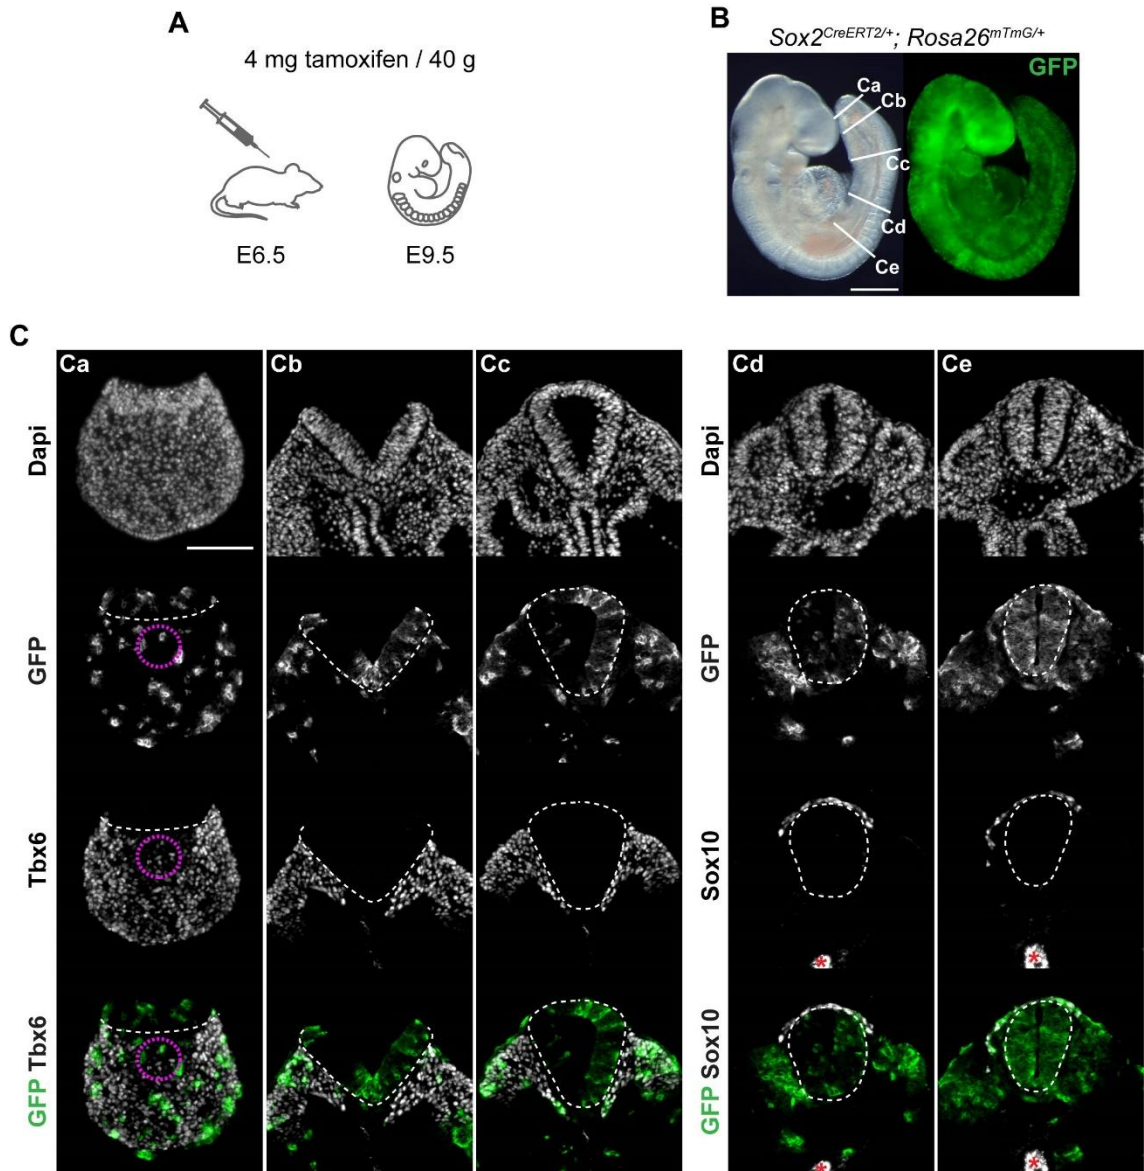 A
4 mg tamoxifen / 40 g
E6.5
E9.5
B
Sox2CreERT2/+; Rosa26mTmG/+
GFP
Ca
Cb
Cc
Cd
Ce
C
Ca
Cb
Cc
Cd
Ce
Dapi
Dapi
GFP
GFP
Tbx6
Sox10
*
*
GFP Tbx6
GFP Sox10
*
*